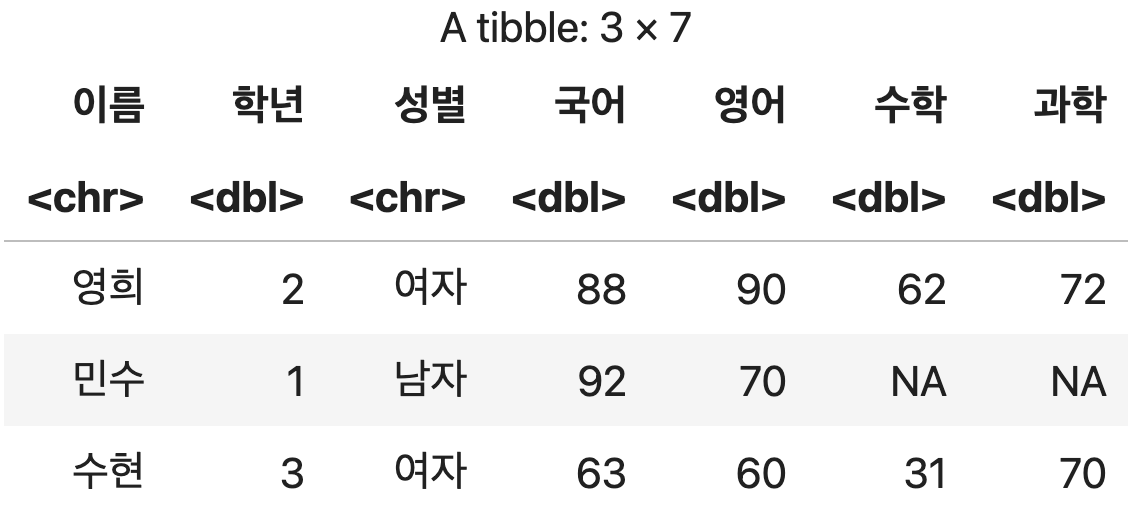 A tibble: 3 × 7
이름 학년 성별 국어 영어 수학 과학
<chr> <dbl> <chr> <dbl> <dbl> <dbl> <dbl>
영희 2 여자 88 90 62 72
민수 1 남자 92 70 NA NA
수현 3 여자 63 60 31 70